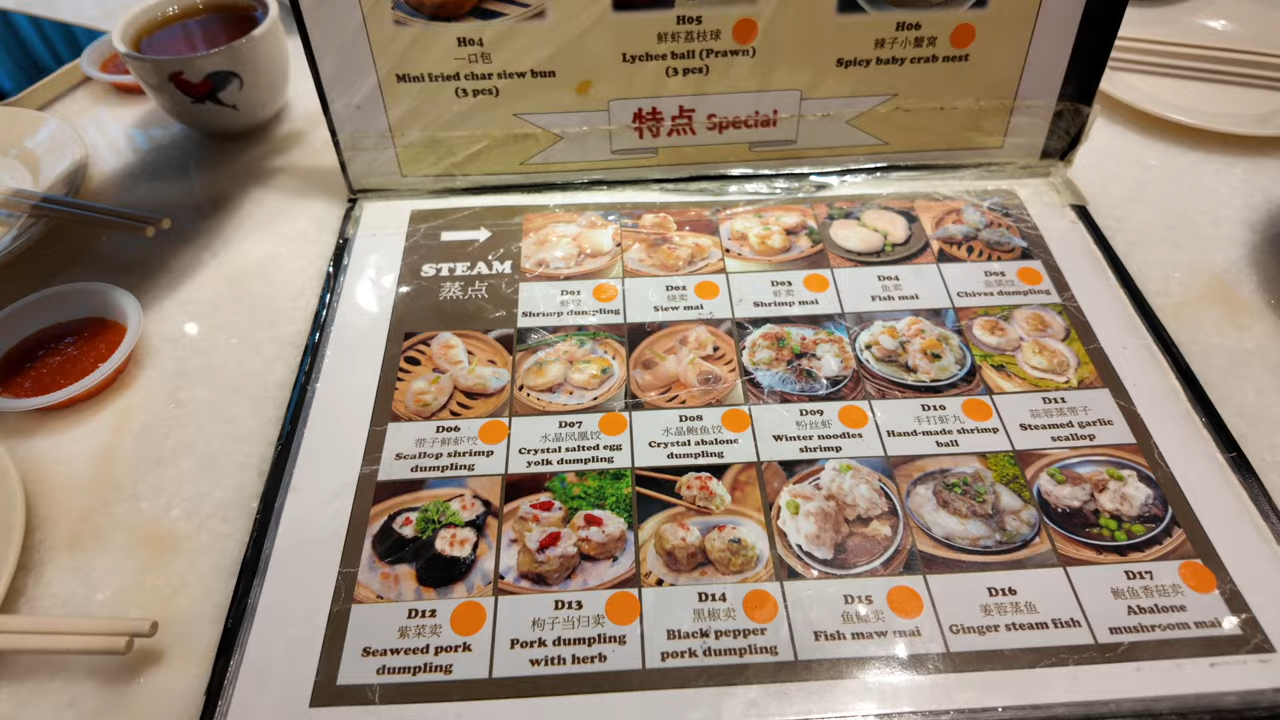 H04
一口包
Mini fried char siew bun
(3 pcs)
H05
鲜虾荔枝球
Lychee ball (Prawn)
(3 pcs)
H06
辣子小蟹窝
Spicy baby crab nest
特点 Special
STEAM
蒸点
D01
虾饺
Shrimp dumpling
D02
烧卖
Siew mai
D03
虾卖
Shrimp mai
D04
鱼卖
Fish mai
D05
韭菜饺
Chives dumpling
D06
带子鲜虾饺
Scallop shrimp
dumpling
D07
水晶凤凰饺
Crystal salted egg
yolk dumpling
D08
水晶鲍鱼饺
Crystal abalone
dumpling
D09
粉丝虾
Winter noodles
shrimp
D10
手打虾丸
Hand-made shrimp
ball
D11
蒜蓉蒸带子
Steamed garlic
scallop
D12
紫菜卖
Seaweed pork
dumpling
D13
枸子当归卖
Pork dumpling
with herb
D14
黑椒卖
Black pepper
pork dumpling
D15
鱼鳔卖
Fish maw mai
D16
姜蓉蒸鱼
Ginger steam fish
D17
鲍鱼香菇卖
Abalone
mushroom mai